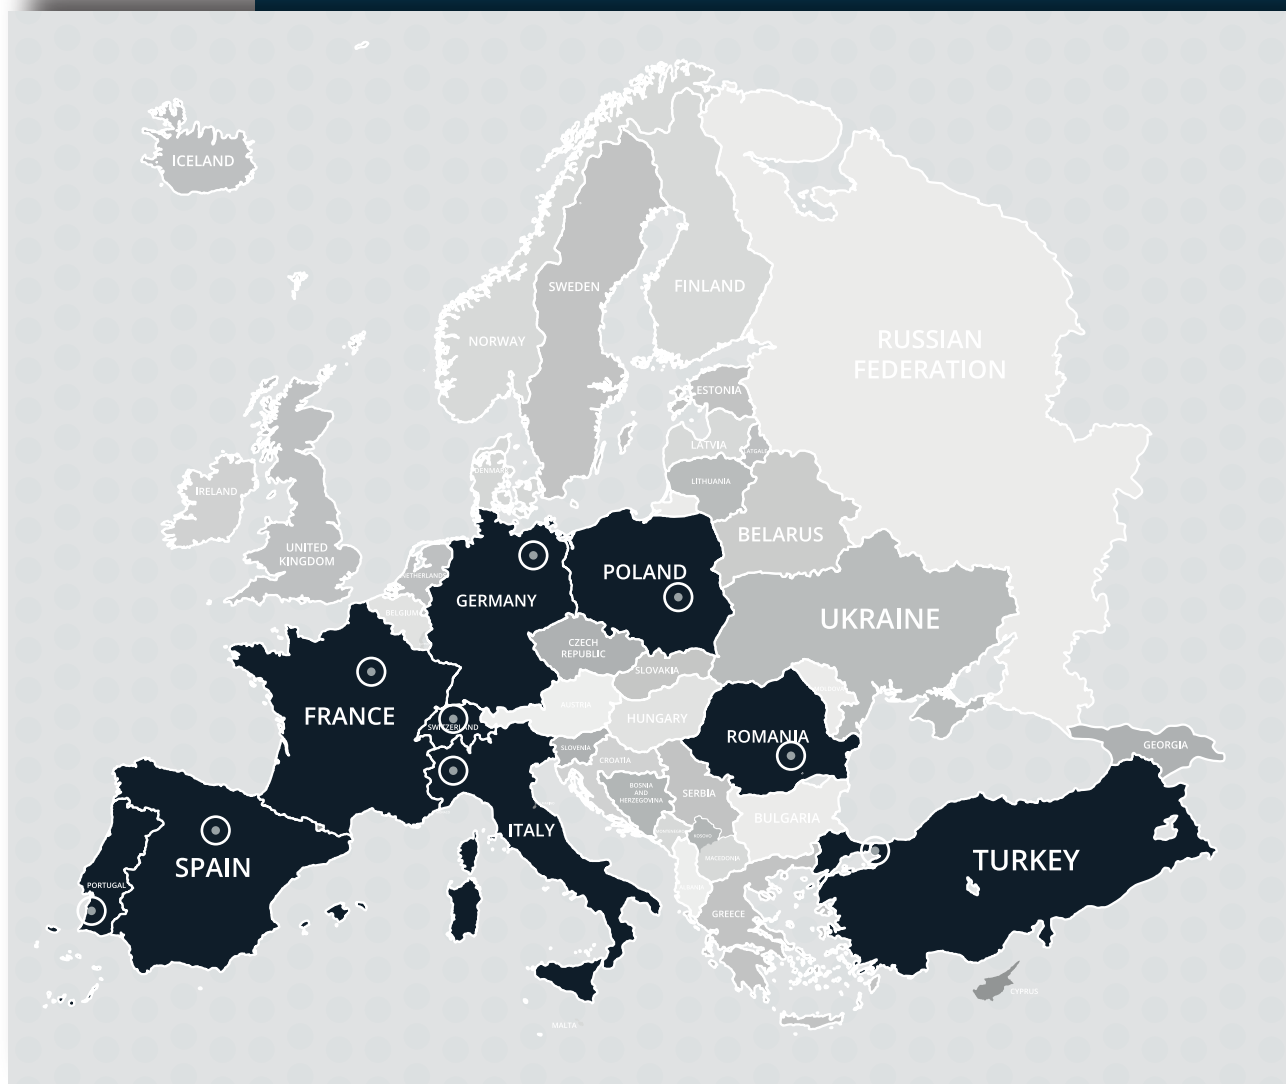 ICELAND
SWEDEN
FINLAND
NORWAY
RUSSIAN
FEDERATION
ESTONIA
LATVIA
LATGALE
DENMARK
LITHUANIA
IRELAND
BELARUS
UNITED
KINGDOM
POLAND
NETHERLANDS
GERMANY
BELGIUM
UKRAINE
CZECH
REPUBLIC
SLOVAKIA
AUSTRIA
FRANCE
HUNGARY
SWITZERLAND
ROMANIA
GEORGIA
SLOVENIA
CROATIA
BOSNIA
AND
HERZEGOVINA
SERBIA
BULGARIA
ITALY
KOSOVO
MACEDONIA
TURKEY
SPAIN
PORTUGAL
GREECE
CYPRUS
MALTA